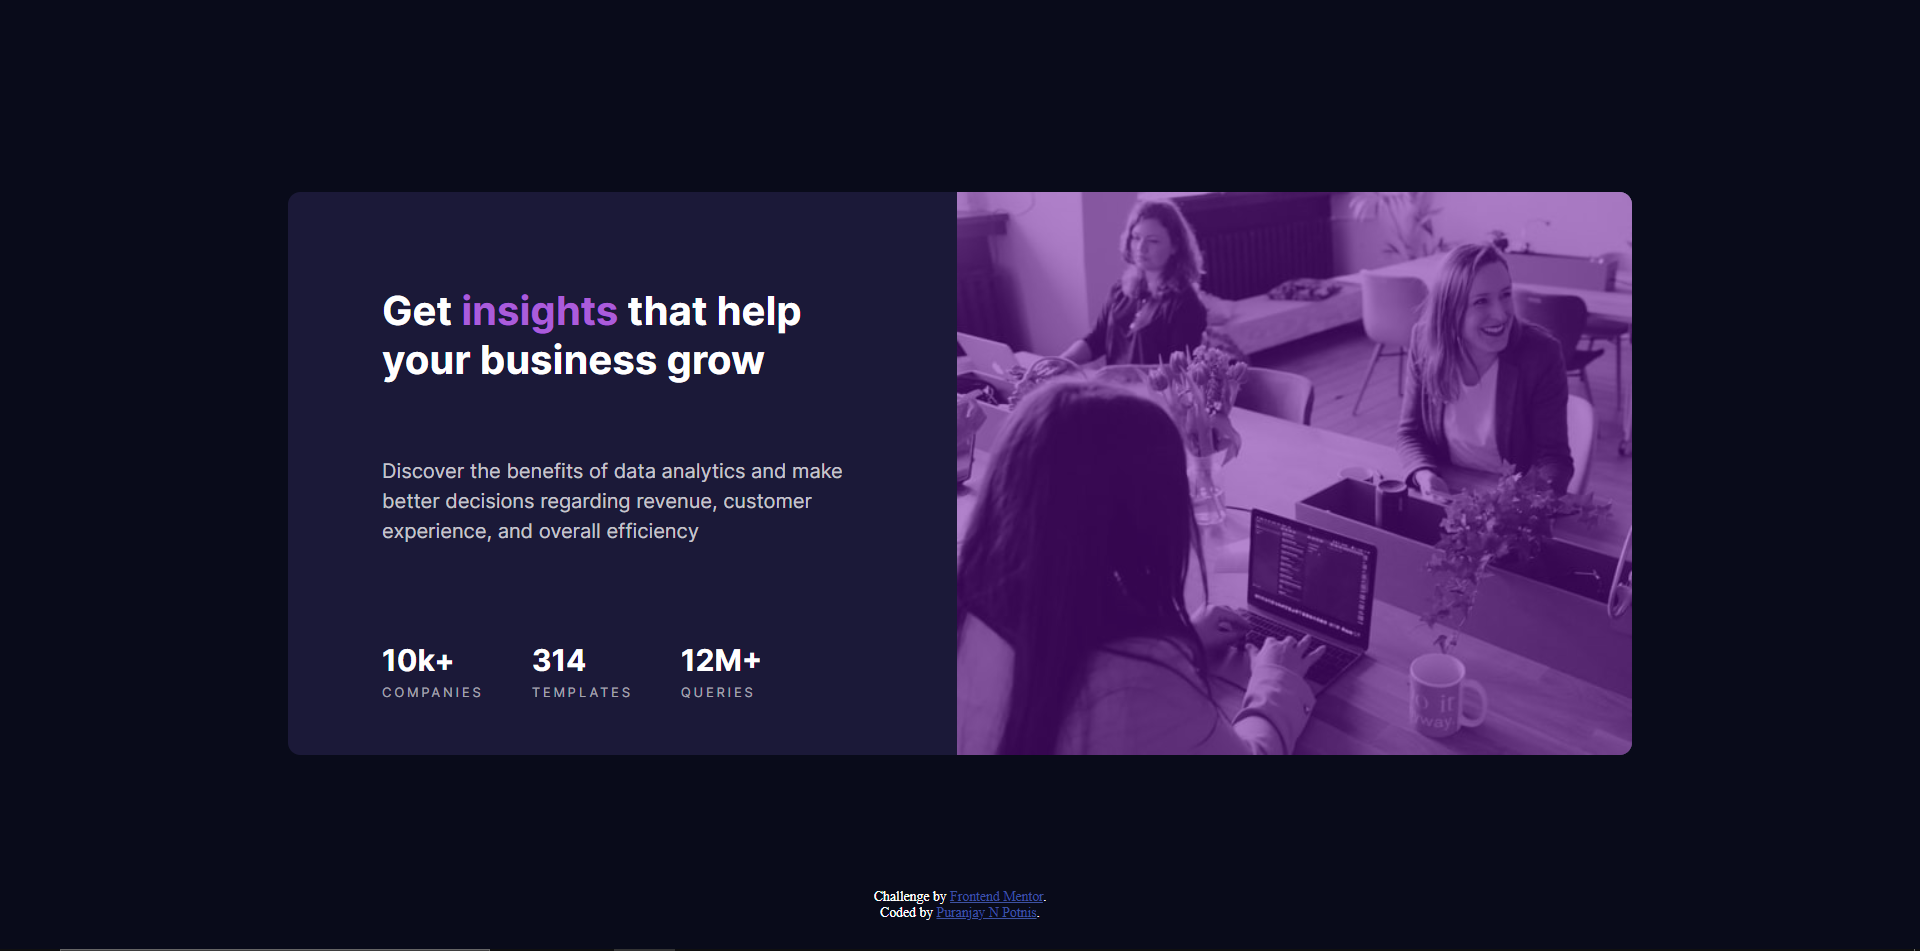 Get insights that help
your business grow
Discover the benefits of data analytics and make
better decisions regarding revenue, customer
experience, and overall efficiency
10k+ 314 12M+
COMPANIES TEMPLATES QUERIES
Challenge by Frontend Mentor.
Coded by Puranjay N Potnis.